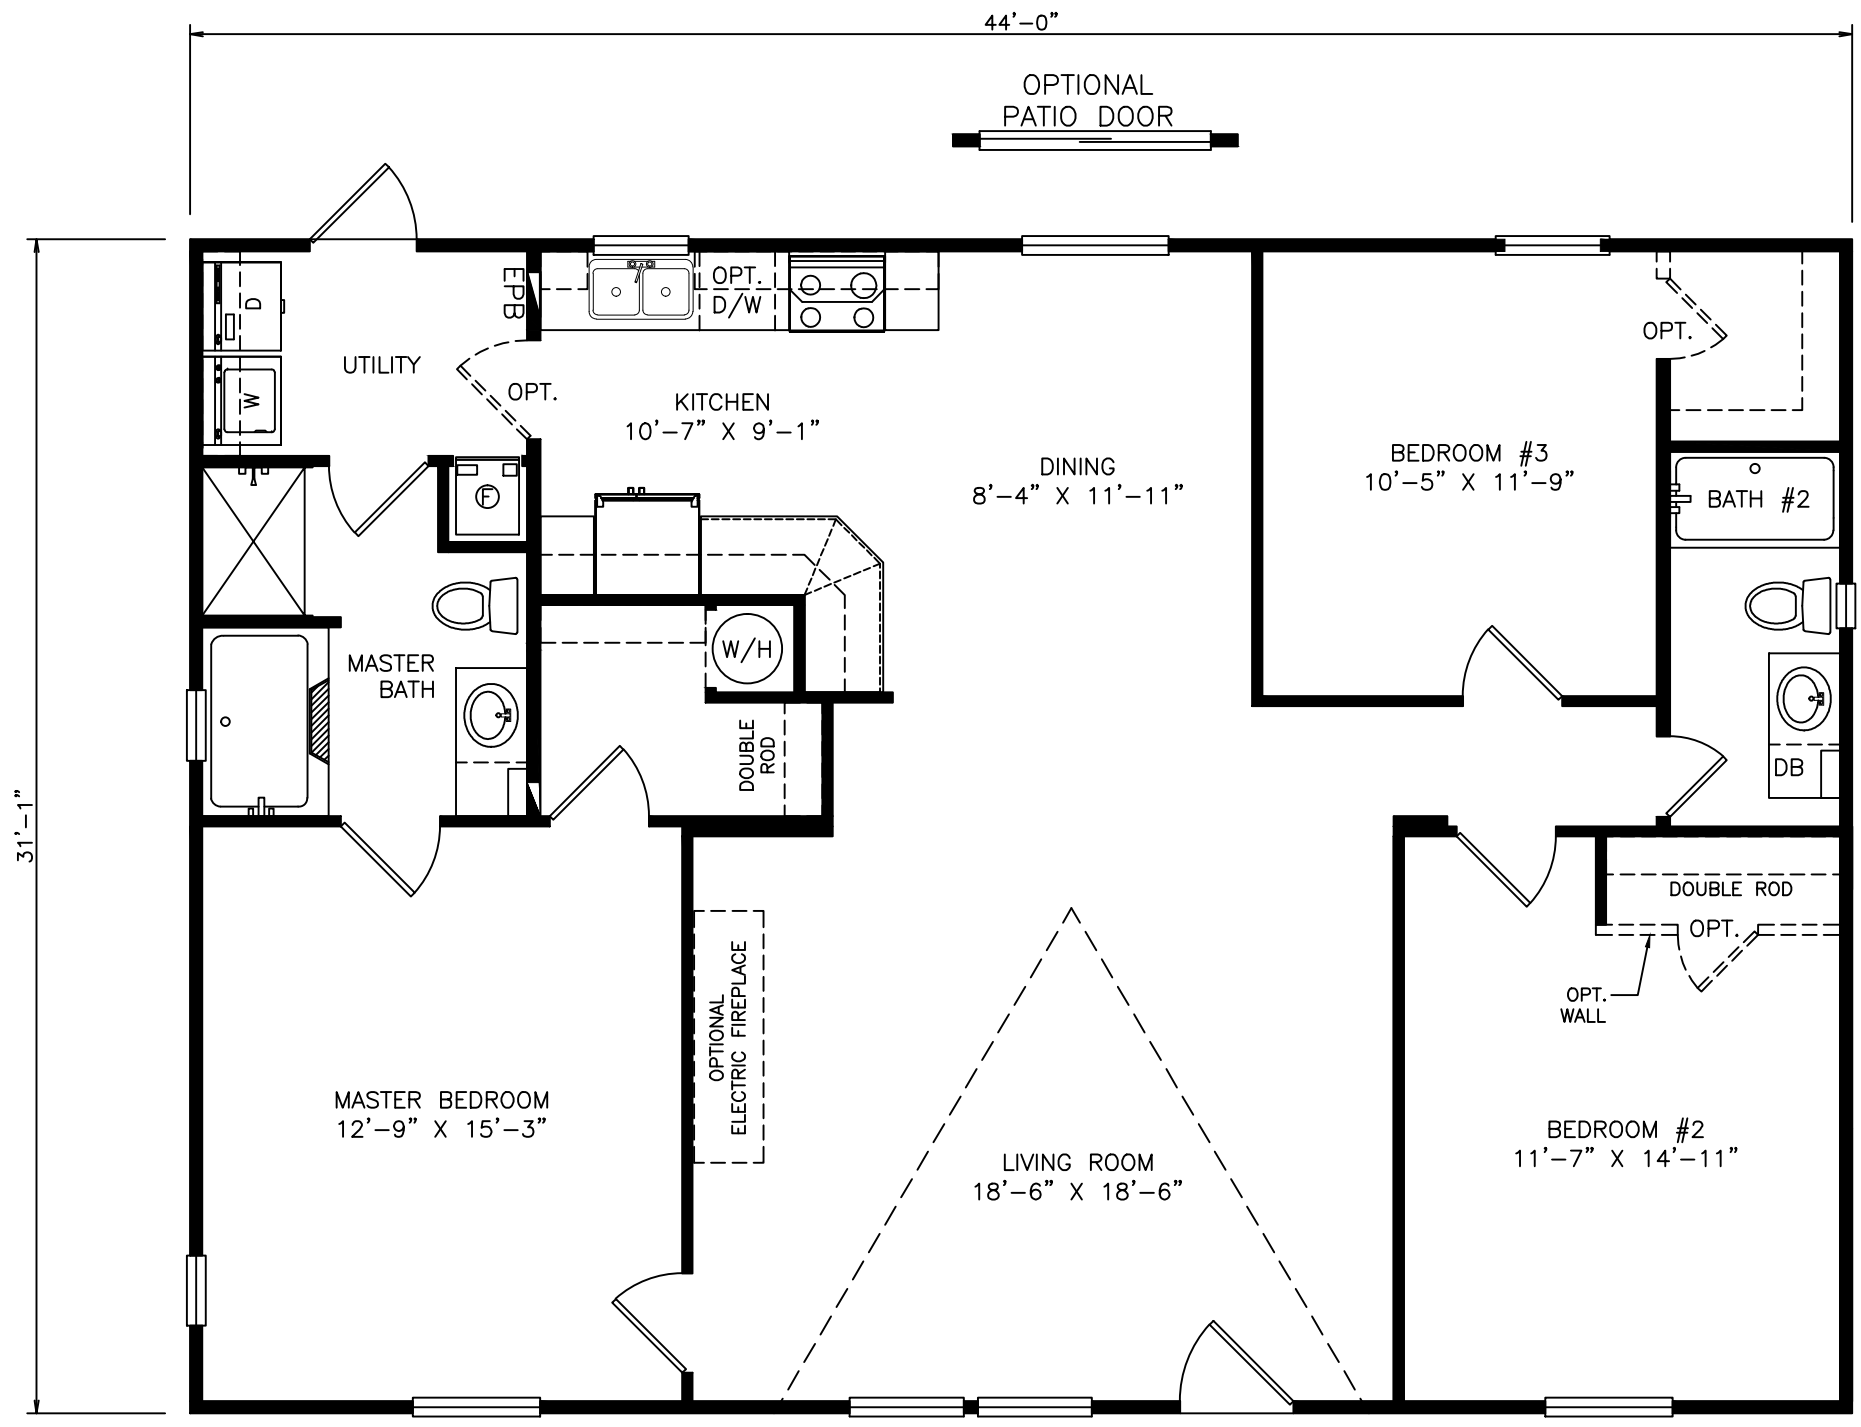 44'-0"
OPTIONAL
PATIO DOOR
31'-1"
D
W
UTILITY
EPB
OPT.
OPT.
D/W
KITCHEN
10'-7" X 9'-1"
DINING
8'-4" X 11'-11"
BEDROOM #3
10'-5" X 11'-9"
OPT.
BATH #2
F
MASTER
BATH
W/H
DOUBLE
ROD
DB
DOUBLE ROD
OPT.
OPT.
WALL
OPTIONAL
ELECTRIC FIREPLACE
MASTER BEDROOM
12'-9" X 15'-3"
LIVING ROOM
18'-6" X 18'-6"
BEDROOM #2
11'-7" X 14'-11"